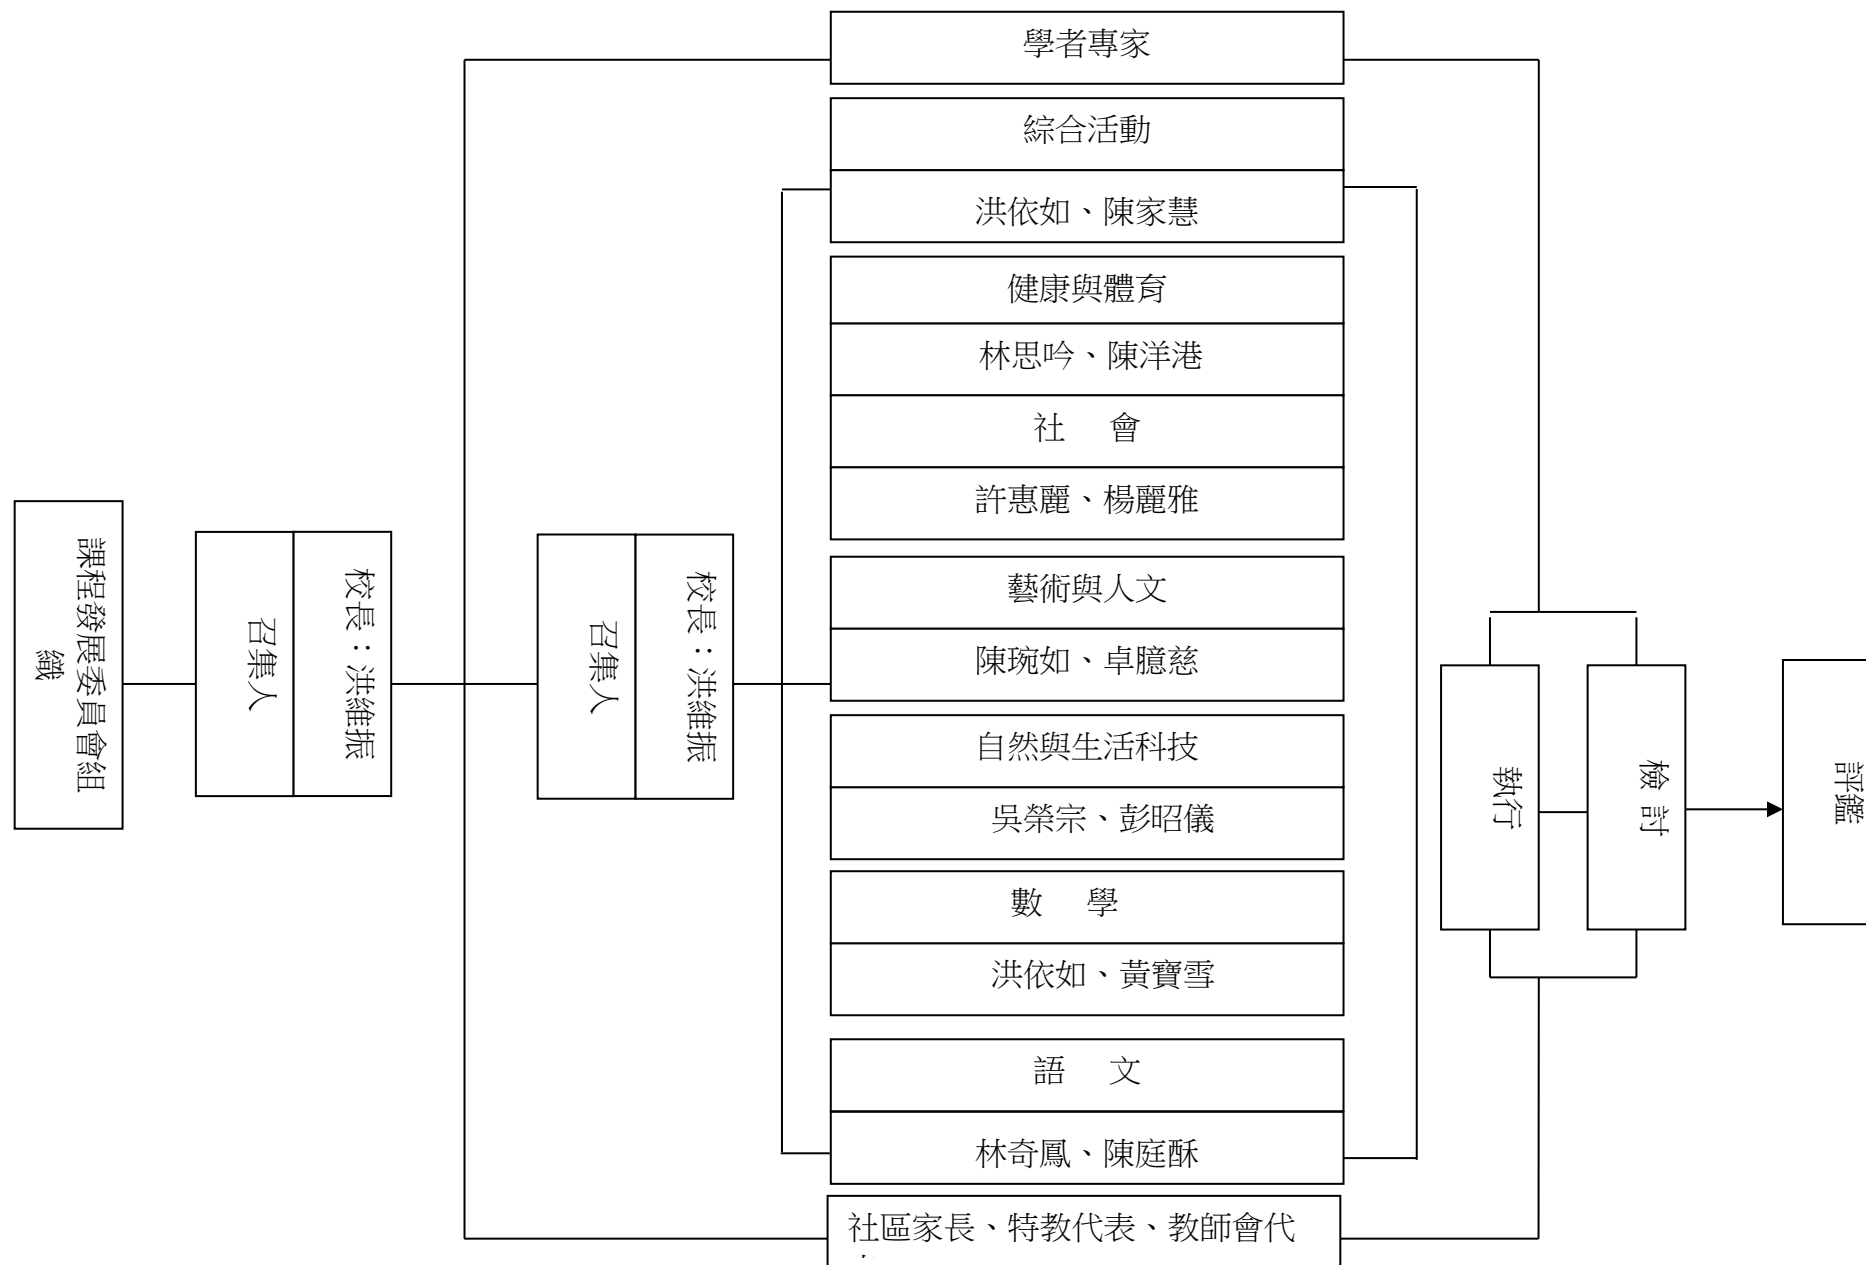 課程發展委員會組
織
召集人
校長：洪維振
召集人
校長：洪維振
學者專家
綜合活動
洪依如、陳家慧
健康與體育
林思吟、陳洋港
社 會
許惠麗、楊麗雅
藝術與人文
陳琬如、卓臆慈
自然與生活科技
吳榮宗、彭昭儀
數 學
洪依如、黃寶雪
語 文
林奇鳳、陳庭酥
社區家長、特教代表、教師會代
執行
檢 討
評鑑